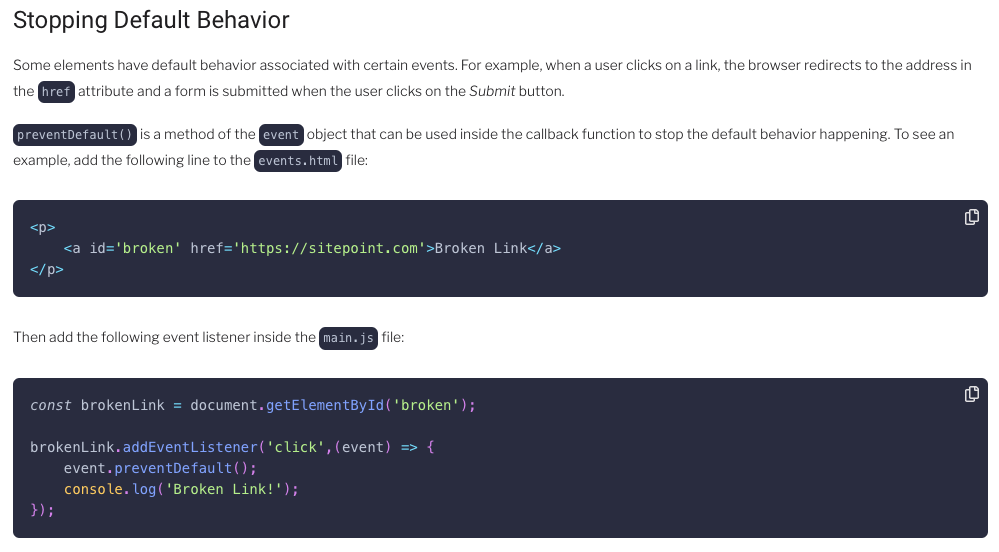 Stopping Default Behavior
Some elements have default behavior associated with certain events. For example, when a user clicks on a link, the browser redirects to the address in
the href attribute and a form is submitted when the user clicks on the Submit button.
preventDefault() is a method of the event object that can be used inside the callback function to stop the default behavior happening. To see an
example, add the following line to the events.html file:
<p>
    <a id='broken' href='https://sitepoint.com'>Broken Link</a>
</p>
Then add the following event listener inside the main.js file:
const brokenLink = document.getElementById('broken');
brokenLink.addEventListener('click',(event) => {
    event.preventDefault();
    console.log('Broken Link!');
});